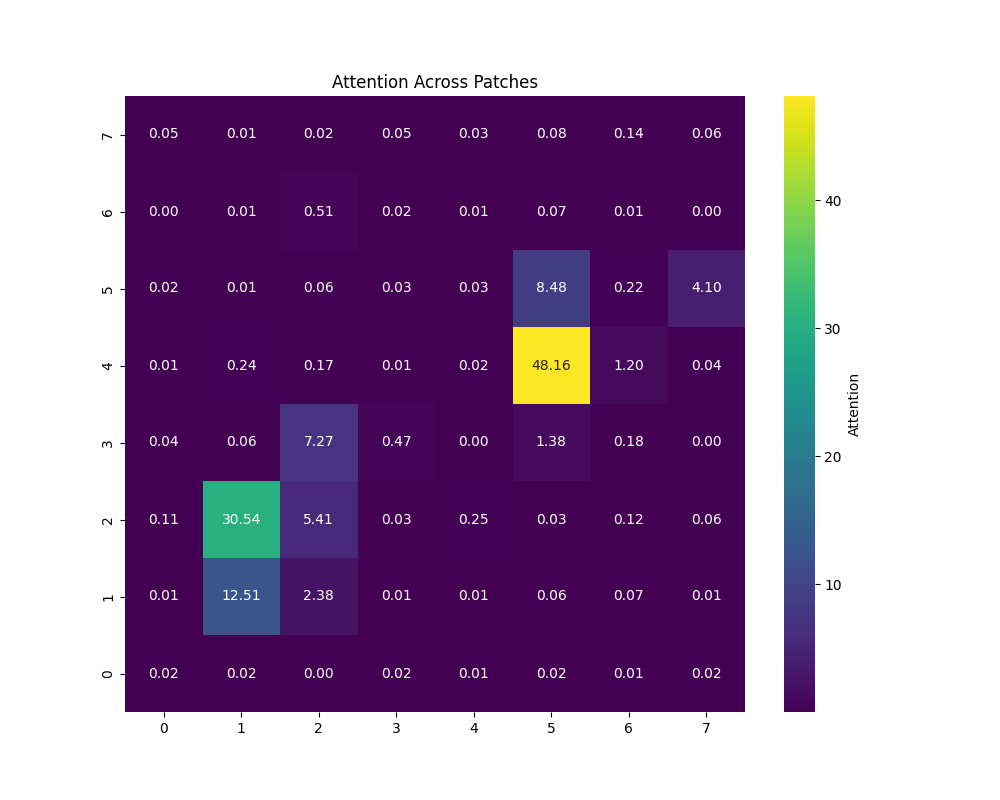 Attention Across Patches
7 0.05 0.01 0.02 0.05 0.03 0.08 0.14 0.06
6 0.00 0.01 0.51 0.02 0.01 0.07 0.01 0.00
5 0.02 0.01 0.06 0.03 0.03 8.48 0.22 4.10
4 0.01 0.24 0.17 0.01 0.02 48.16 1.20 0.04
3 0.04 0.06 7.27 0.47 0.00 1.38 0.18 0.00
2 0.11 30.54 5.41 0.03 0.25 0.03 0.12 0.06
1 0.01 12.51 2.38 0.01 0.01 0.06 0.07 0.01
0 0.02 0.02 0.00 0.02 0.01 0.02 0.01 0.02
0 1 2 3 4 5 6 7
40
30
20
10
Attention